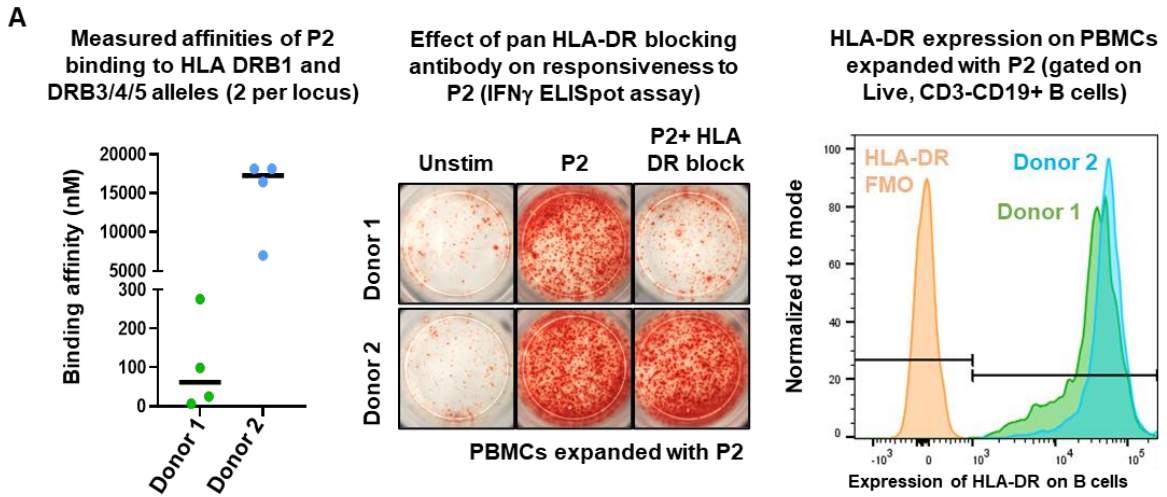 A
Measured affinities of P2
binding to HLA DRB1 and
DRB3/4/5 alleles (2 per locus)
Binding affinity (nM)
20000
15000
10000
5000
300
200
100
0
Donor 1
Donor 2
Effect of pan HLA-DR blocking
antibody on responsiveness to
P2 (IFNγ ELISpot assay)
Unstim
P2
P2+ HLA
DR block
Donor 1
Donor 2
PBMCs expanded with P2
HLA-DR expression on PBMCs
expanded with P2 (gated on
Live, CD3-CD19+ B cells)
Normalized to mode
100
80
60
40
20
0
HLA-DR
FMO
Donor 2
Donor 1
-10³
0
10³
10⁴
10⁵
Expression of HLA-DR on B cells